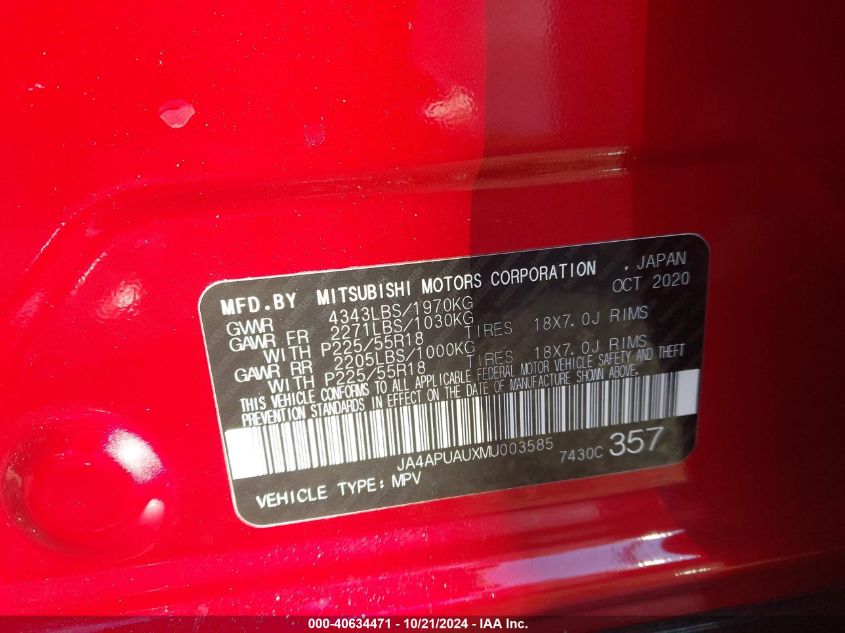 MFD.BY MITSUBISHI MOTORS CORPORATION , JAPAN
OCT 2020
GVWR 4343LBS/1970KG
GAWR FR 2271LBS/1030KG
WITH P225/55R18 TIRES 18X7.0J RIMS
GAWR RR 2205LBS/1000KG
WITH P225/55R18 TIRES 18X7.0J RIMS
THIS VEHICLE CONFORMS TO ALL APPLICABLE FEDERAL MOTOR VEHICLE SAFETY AND THEFT
PREVENTION STANDARDS IN EFFECT ON THE DATE OF MANUFACTURE SHOWN ABOVE.
JA4APUAUXMU003585 7430C 357
VEHICLE TYPE: MPV
000-40634471 - 10/21/2024 - IAA Inc.